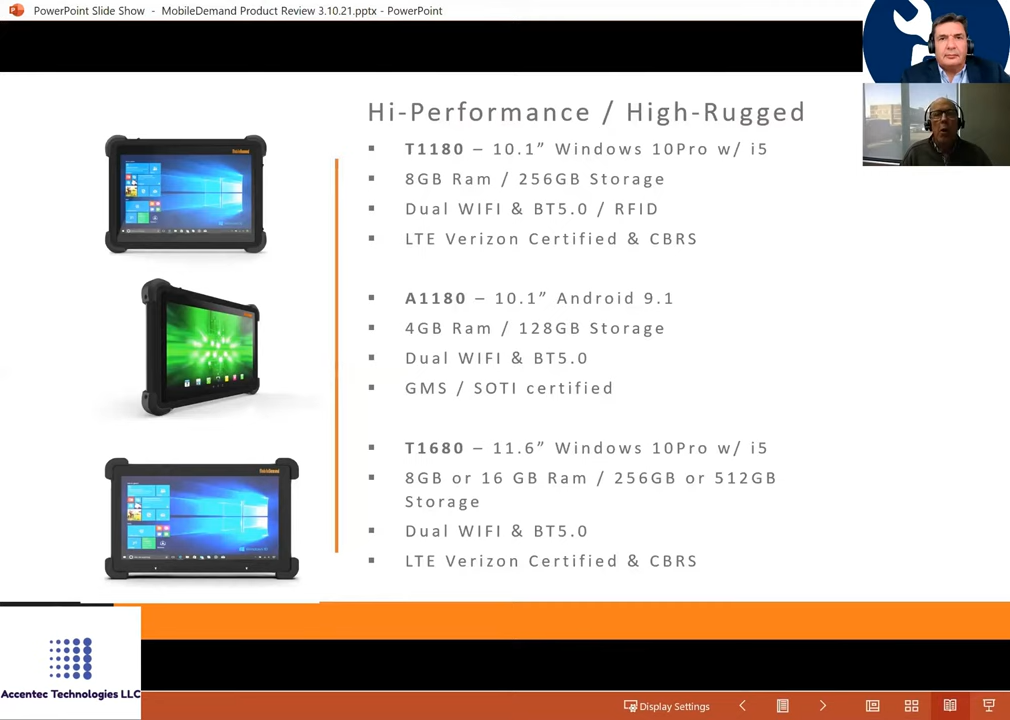 PowerPoint Slide Show - MobileDemand Product Review 3.10.21.pptx - PowerPoint
Hi-Performance / High-Rugged
▪ T1180 – 10.1” Windows 10Pro w/ i5
▪ 8GB Ram / 256GB Storage
▪ Dual WIFI & BT5.0 / RFID
▪ LTE Verizon Certified & CBRS
▪ A1180 – 10.1” Android 9.1
▪ 4GB Ram / 128GB Storage
▪ Dual WIFI & BT5.0
▪ GMS / SOTI certified
▪ T1680 – 11.6” Windows 10Pro w/ i5
▪ 8GB or 16 GB Ram / 256GB or 512GB
Storage
▪ Dual WIFI & BT5.0
▪ LTE Verizon Certified & CBRS
Accentec Technologies LLC
Display Settings